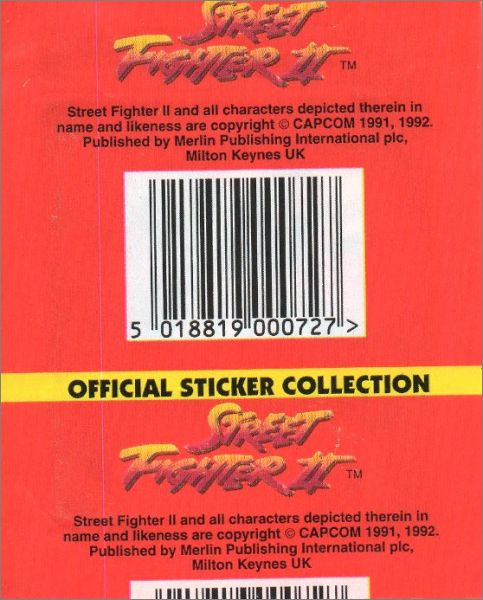 STREET
FIGHTER II ™
Street Fighter II and all characters depicted therein in
name and likeness are copyright © CAPCOM 1991, 1992.
Published by Merlin Publishing International plc,
Milton Keynes UK
5 018819 000727 >
OFFICIAL STICKER COLLECTION
STREET
FIGHTER II ™
Street Fighter II and all characters depicted therein in
name and likeness are copyright © CAPCOM 1991, 1992.
Published by Merlin Publishing International plc,
Milton Keynes UK